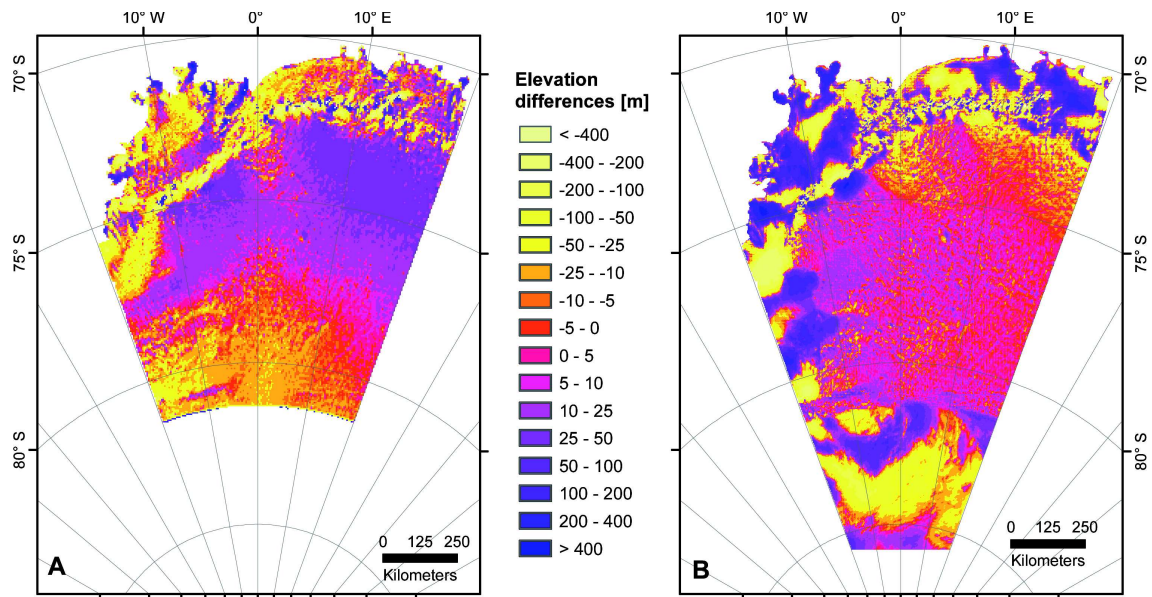 10° W 0° 10° E
10° W 0° 10° E
70° S
75° S
80° S
70° S
75° S
80° S
Elevation
differences [m]
< -400
-400 - -200
-200 - -100
-100 - -50
-50 - -25
-25 - -10
-10 - -5
-5 - 0
0 - 5
5 - 10
10 - 25
25 - 50
50 - 100
100 - 200
200 - 400
> 400
A
0 125 250
Kilometers
B
0 125 250
Kilometers